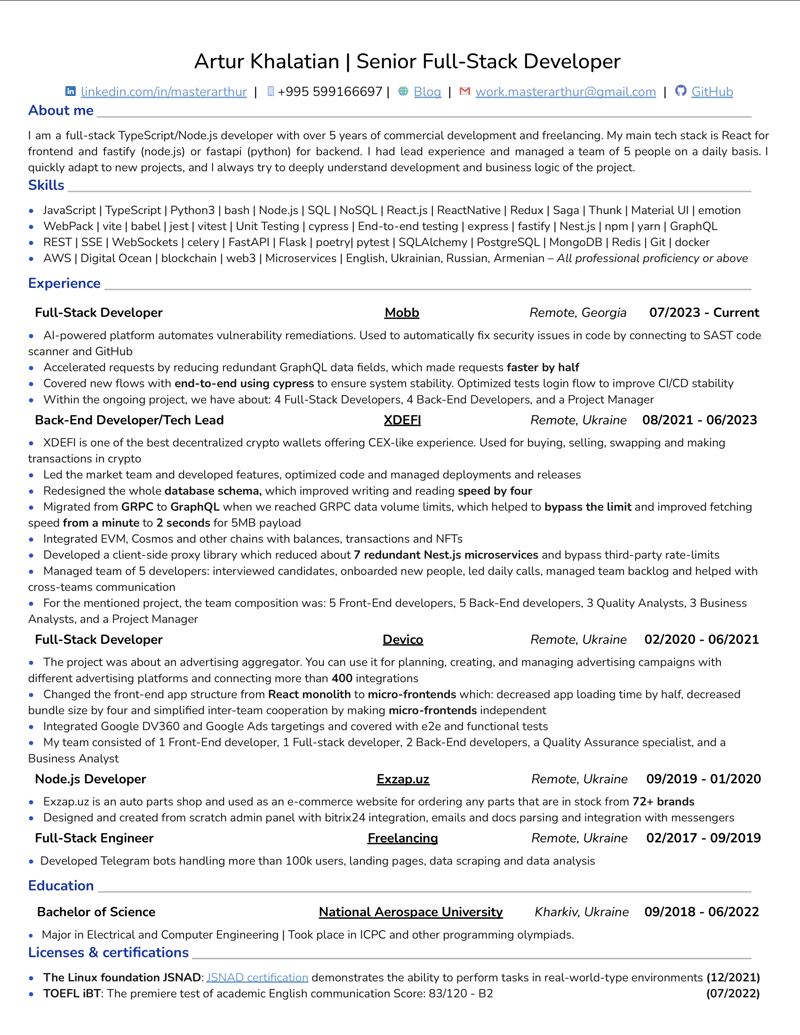 Artur Khalatian | Senior Full-Stack Developer
linkedin.com/in/masterarthur | +995 599166697 | Blog | work.masterarthur@gmail.com | GitHub
About me
I am a full-stack TypeScript/Node.js developer with over 5 years of commercial development and freelancing. My main tech stack is React for
frontend and fastify (node.js) or fastapi (python) for backend. I had lead experience and managed a team of 5 people on a daily basis. I
quickly adapt to new projects, and I always try to deeply understand development and business logic of the project.
Skills
• JavaScript | TypeScript | Python3 | bash | Node.js | SQL | NoSQL | React.js | ReactNative | Redux | Saga | Thunk | Material UI | emotion
• WebPack | vite | babel | jest | vitest | Unit Testing | cypress | End-to-end testing | express | fastify | Nest.js | npm | yarn | GraphQL
• REST | SSE | WebSockets | celery | FastAPI | Flask | poetry| pytest | SQLAlchemy | PostgreSQL | MongoDB | Redis | Git | docker
• AWS | Digital Ocean | blockchain | web3 | Microservices | English, Ukrainian, Russian, Armenian – All professional proficiency or above
Experience
Full-Stack Developer Mobb Remote, Georgia 07/2023 - Current
• AI-powered platform automates vulnerability remediations. Used to automatically fix security issues in code by connecting to SAST code
scanner and GitHub
• Accelerated requests by reducing redundant GraphQL data fields, which made requests faster by half
• Covered new flows with end-to-end using cypress to ensure system stability. Optimized tests login flow to improve CI/CD stability
• Within the ongoing project, we have about: 4 Full-Stack Developers, 4 Back-End Developers, and a Project Manager
Back-End Developer/Tech Lead XDEFI Remote, Ukraine 08/2021 - 06/2023
• XDEFI is one of the best decentralized crypto wallets offering CEX-like experience. Used for buying, selling, swapping and making
transactions in crypto
• Led the market team and developed features, optimized code and managed deployments and releases
• Redesigned the whole database schema, which improved writing and reading speed by four
• Migrated from GRPC to GraphQL when we reached GRPC data volume limits, which helped to bypass the limit and improved fetching
speed from a minute to 2 seconds for 5MB payload
• Integrated EVM, Cosmos and other chains with balances, transactions and NFTs
• Developed a client-side proxy library which reduced about 7 redundant Nest.js microservices and bypass third-party rate-limits
• Managed team of 5 developers: interviewed candidates, onboarded new people, led daily calls, managed team backlog and helped with
cross-teams communication
• For the mentioned project, the team composition was: 5 Front-End developers, 5 Back-End developers, 3 Quality Analysts, 3 Business
Analysts, and a Project Manager
Full-Stack Developer Devico Remote, Ukraine 02/2020 - 06/2021
• The project was about an advertising aggregator. You can use it for planning, creating, and managing advertising campaigns with
different advertising platforms and connecting more than 400 integrations
• Changed the front-end app structure from React monolith to micro-frontends which: decreased app loading time by half, decreased
bundle size by four and simplified inter-team cooperation by making micro-frontends independent
• Integrated Google DV360 and Google Ads targetings and covered with e2e and functional tests
• My team consisted of 1 Front-End developer, 1 Full-stack developer, 2 Back-End developers, a Quality Assurance specialist, and a
Business Analyst
Node.js Developer Exzap.uz Remote, Ukraine 09/2019 - 01/2020
• Exzap.uz is an auto parts shop and used as an e-commerce website for ordering any parts that are in stock from 72+ brands
• Designed and created from scratch admin panel with bitrix24 integration, emails and docs parsing and integration with messengers
Full-Stack Engineer Freelancing Remote, Ukraine 02/2017 - 09/2019
• Developed Telegram bots handling more than 100k users, landing pages, data scraping and data analysis
Education
Bachelor of Science National Aerospace University Kharkiv, Ukraine 09/2018 - 06/2022
• Major in Electrical and Computer Engineering | Took place in ICPC and other programming olympiads.
Licenses & certifications
• The Linux foundation JSNAD: JSNAD certification demonstrates the ability to perform tasks in real-world-type environments (12/2021)
• TOEFL iBT: The premiere test of academic English communication Score: 83/120 - B2 (07/2022)